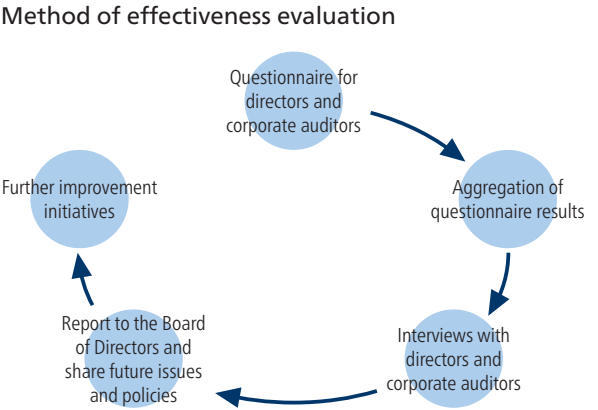 Method of effectiveness evaluation
Questionnaire for
directors and
corporate auditors
Aggregation of
questionnaire results
Interviews with
directors and
corporate auditors
Report to the Board
of Directors and
share future issues
and policies
Further improvement
initiatives